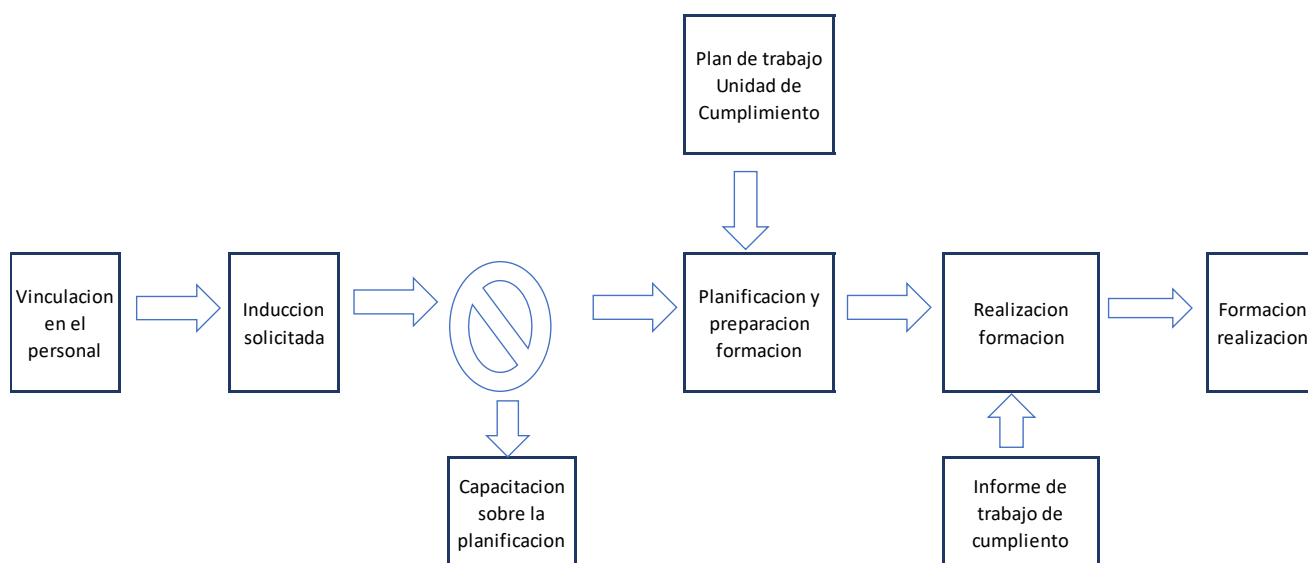 Plan de trabajo
Unidad de
Cumplimiento
Vinculacion
en el
personal
Induccion
solicitada
Planificacion y
preparacion
formacion
Realizacion
formacion
Formacion
realizacion
Capacitacion
sobre la
planificacion
Informe de
trabajo de
cumpliento